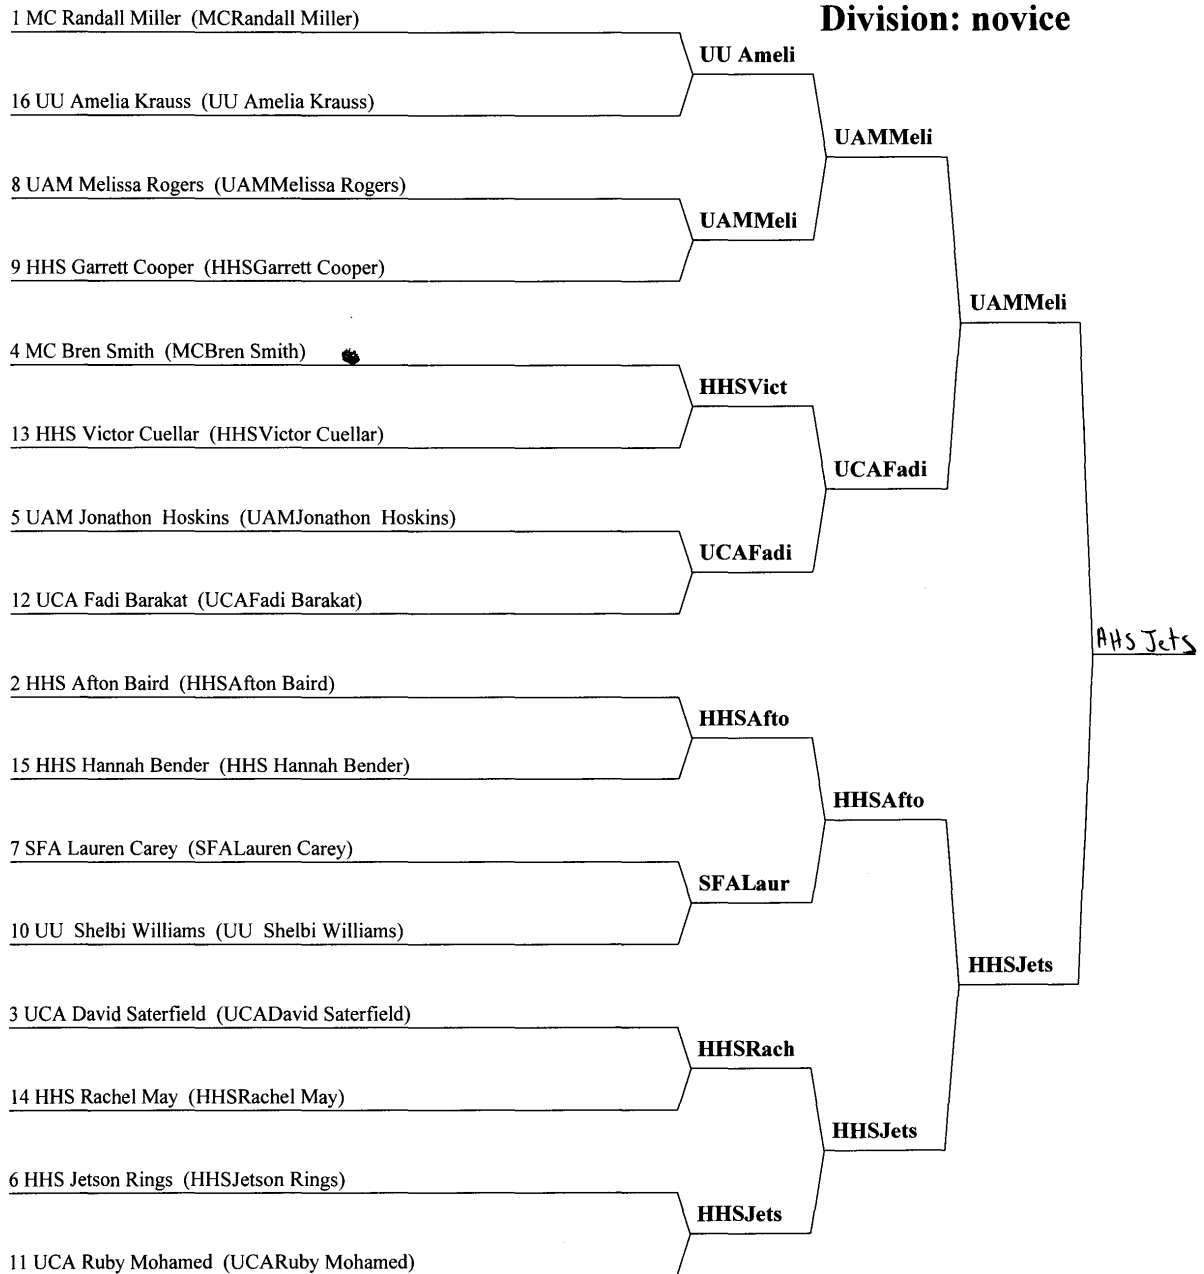 Division: novice
1 MC Randall Miller (MCRandall Miller)
UU Ameli
16 UU Amelia Krauss (UU Amelia Krauss)
UAMMeli
8 UAM Melissa Rogers (UAMMelissa Rogers)
UAMMeli
9 HHS Garrett Cooper (HHSGarrett Cooper)
UAMMeli
4 MC Bren Smith (MCBren Smith)
HHSVict
13 HHS Victor Cuellar (HHSVictor Cuellar)
UCAFadi
5 UAM Jonathon Hoskins (UAMJonathon Hoskins)
UCAFadi
12 UCA Fadi Barakat (UCAFadi Barakat)
AHS Jets
2 HHS Afton Baird (HHSAfton Baird)
HHSAfto
15 HHS Hannah Bender (HHS Hannah Bender)
HHSAfto
7 SFA Lauren Carey (SFALauren Carey)
SFALaur
10 UU Shelbi Williams (UU Shelbi Williams)
HHSJets
3 UCA David Saterfield (UCADavid Saterfield)
HHSRach
14 HHS Rachel May (HHSRachel May)
HHSJets
6 HHS Jetson Rings (HHSJetson Rings)
HHSJets
11 UCA Ruby Mohamed (UCARuby Mohamed)